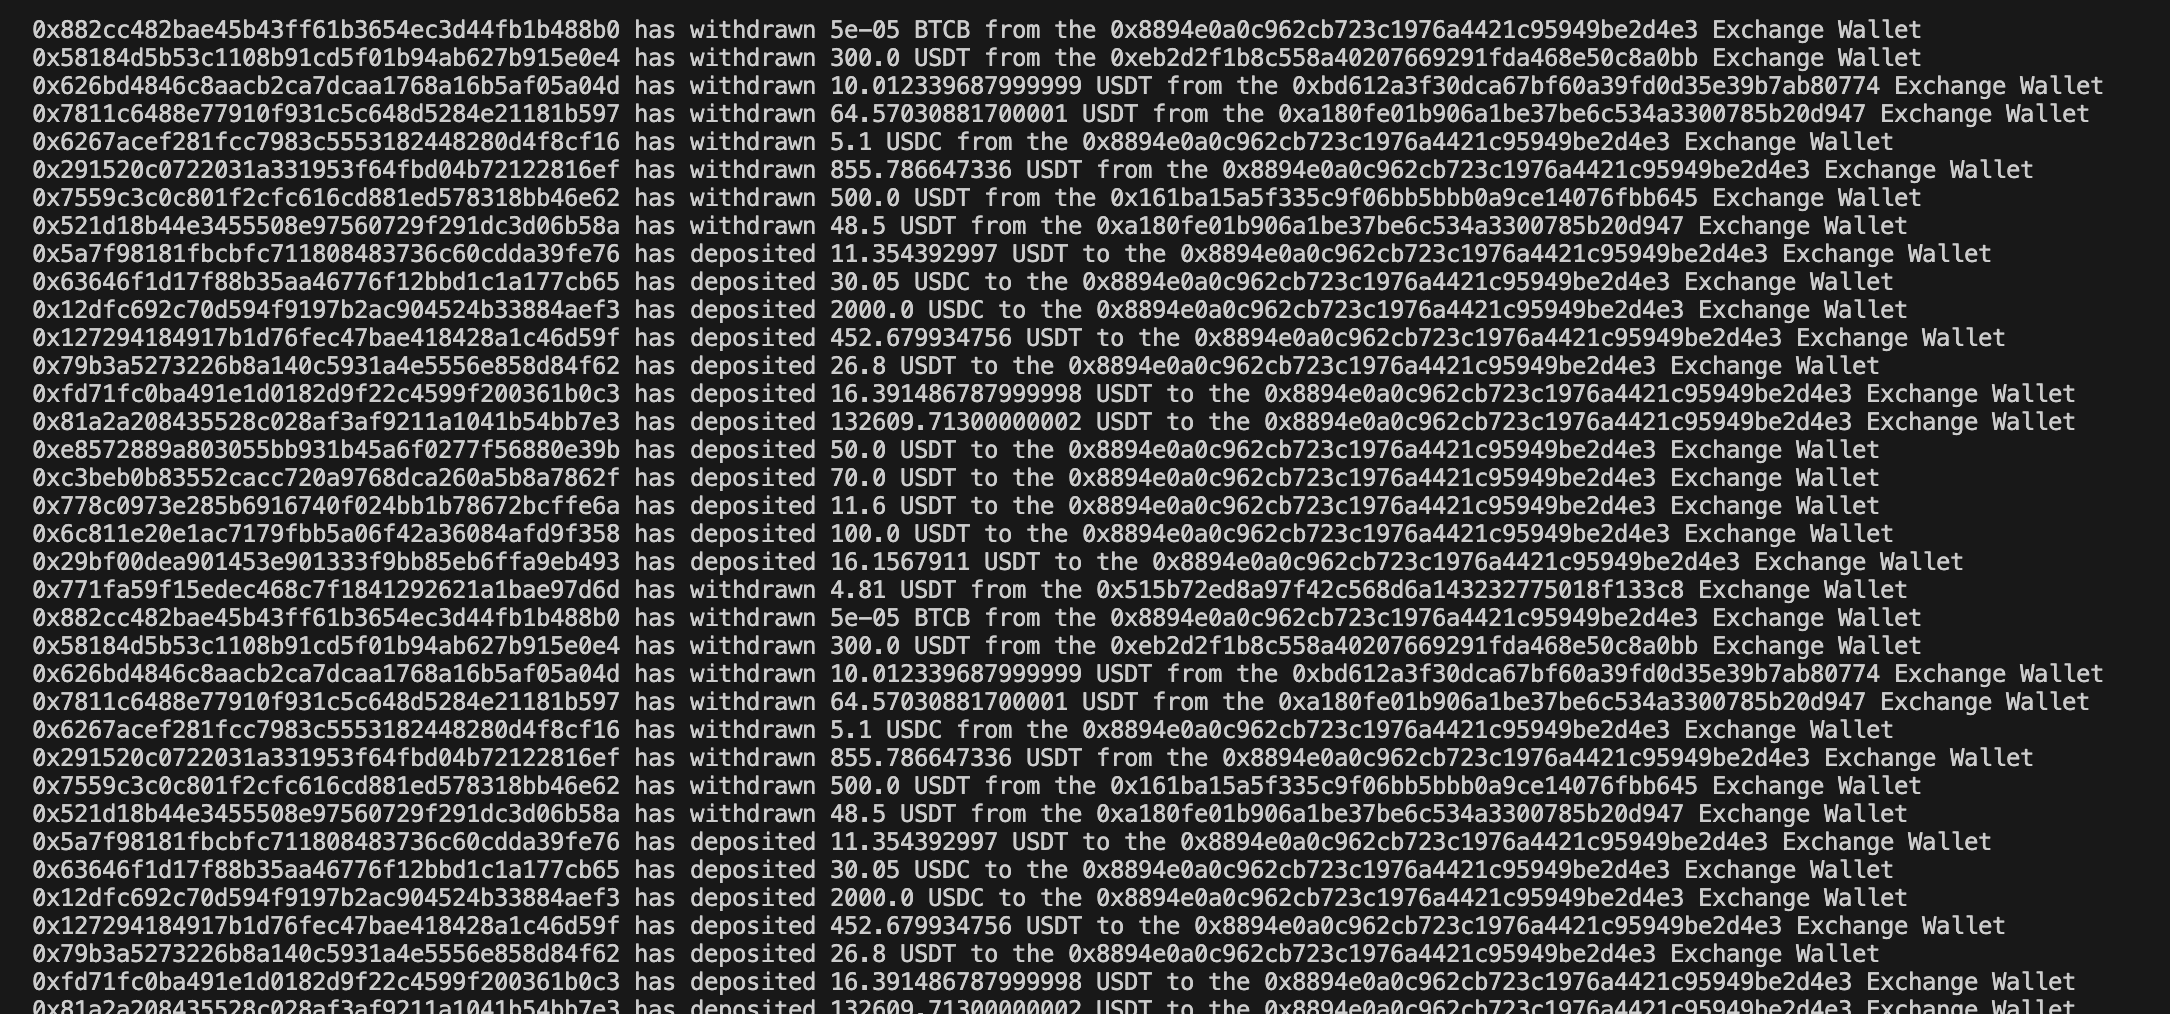 0x882cc482bae45b43ff61b3654ec3d44fb1b488b0 has withdrawn 5e-05 BTCB from the 0x8894e0a0c962cb723c1976a4421c95949be2d4e3 Exchange Wallet
0x58184d5b53c1108b91cd5f01b94ab627b915e0e4 has withdrawn 300.0 USDT from the 0xeb2d2f1b8c558a40207669291fda468e50c8a0bb Exchange Wallet
0x626bd4846c8aacb2ca7dcaa1768a16b5af05a04d has withdrawn 10.012339687999999 USDT from the 0xbd612a3f30dca67bf60a39fd0d35e39b7ab80774 Exchange Wallet
0x7811c6488e77910f931c5c648d5284e21181b597 has withdrawn 64.57030881700001 USDT from the 0xa180fe01b906a1be37be6c534a3300785b20d947 Exchange Wallet
0x6267acef281fcc7983c5553182448280d4f8cf16 has withdrawn 5.1 USDC from the 0x8894e0a0c962cb723c1976a4421c95949be2d4e3 Exchange Wallet
0x291520c0722031a331953f64fbd04b72122816ef has withdrawn 855.786647336 USDT from the 0x8894e0a0c962cb723c1976a4421c95949be2d4e3 Exchange Wallet
0x7559c3c0c801f2cfc616cd881ed578318bb46e62 has withdrawn 500.0 USDT from the 0x161ba15a5f335c9f06bb5bbb0a9ce14076fbb645 Exchange Wallet
0x521d18b44e3455508e97560729f291dc3d06b58a has withdrawn 48.5 USDT from the 0xa180fe01b906a1be37be6c534a3300785b20d947 Exchange Wallet
0x5a7f98181fbcbfc711808483736c60cdda39fe76 has deposited 11.354392997 USDT to the 0x8894e0a0c962cb723c1976a4421c95949be2d4e3 Exchange Wallet
0x63646f1d17f88b35aa46776f12bbd1c1a177cb65 has deposited 30.05 USDC to the 0x8894e0a0c962cb723c1976a4421c95949be2d4e3 Exchange Wallet
0x12dfc692c70d594f9197b2ac904524b33884aef3 has deposited 2000.0 USDC to the 0x8894e0a0c962cb723c1976a4421c95949be2d4e3 Exchange Wallet
0x127294184917b1d76fec47bae418428a1c46d59f has deposited 452.679934756 USDT to the 0x8894e0a0c962cb723c1976a4421c95949be2d4e3 Exchange Wallet
0x79b3a5273226b8a140c5931a4e5556e858d84f62 has deposited 26.8 USDT to the 0x8894e0a0c962cb723c1976a4421c95949be2d4e3 Exchange Wallet
0xfd71fc0ba491e1d0182d9f22c4599f200361b0c3 has deposited 16.391486787999998 USDT to the 0x8894e0a0c962cb723c1976a4421c95949be2d4e3 Exchange Wallet
0x81a2a208435528c028af3af9211a1041b54bb7e3 has deposited 132609.71300000002 USDT to the 0x8894e0a0c962cb723c1976a4421c95949be2d4e3 Exchange Wallet
0xe8572889a803055bb931b45a6f0277f56880e39b has deposited 50.0 USDT to the 0x8894e0a0c962cb723c1976a4421c95949be2d4e3 Exchange Wallet
0xc3beb0b83552cacc720a9768dca260a5b8a7862f has deposited 70.0 USDT to the 0x8894e0a0c962cb723c1976a4421c95949be2d4e3 Exchange Wallet
0x778c0973e285b6916740f024bb1b78672bcffe6a has deposited 11.6 USDT to the 0x8894e0a0c962cb723c1976a4421c95949be2d4e3 Exchange Wallet
0x6c811e20e1ac7179fbb5a06f42a36084afd9f358 has deposited 100.0 USDT to the 0x8894e0a0c962cb723c1976a4421c95949be2d4e3 Exchange Wallet
0x29bf00dea901453e901333f9bb85eb6ffa9eb493 has deposited 16.1567911 USDT to the 0x8894e0a0c962cb723c1976a4421c95949be2d4e3 Exchange Wallet
0x771fa59f15edec468c7f1841292621a1bae97d6d has withdrawn 4.81 USDT from the 0x515b72ed8a97f42c568d6a143232775018f133c8 Exchange Wallet
0x882cc482bae45b43ff61b3654ec3d44fb1b488b0 has withdrawn 5e-05 BTCB from the 0x8894e0a0c962cb723c1976a4421c95949be2d4e3 Exchange Wallet
0x58184d5b53c1108b91cd5f01b94ab627b915e0e4 has withdrawn 300.0 USDT from the 0xeb2d2f1b8c558a40207669291fda468e50c8a0bb Exchange Wallet
0x626bd4846c8aacb2ca7dcaa1768a16b5af05a04d has withdrawn 10.012339687999999 USDT from the 0xbd612a3f30dca67bf60a39fd0d35e39b7ab80774 Exchange Wallet
0x7811c6488e77910f931c5c648d5284e21181b597 has withdrawn 64.57030881700001 USDT from the 0xa180fe01b906a1be37be6c534a3300785b20d947 Exchange Wallet
0x6267acef281fcc7983c5553182448280d4f8cf16 has withdrawn 5.1 USDC from the 0x8894e0a0c962cb723c1976a4421c95949be2d4e3 Exchange Wallet
0x291520c0722031a331953f64fbd04b72122816ef has withdrawn 855.786647336 USDT from the 0x8894e0a0c962cb723c1976a4421c95949be2d4e3 Exchange Wallet
0x7559c3c0c801f2cfc616cd881ed578318bb46e62 has withdrawn 500.0 USDT from the 0x161ba15a5f335c9f06bb5bbb0a9ce14076fbb645 Exchange Wallet
0x521d18b44e3455508e97560729f291dc3d06b58a has withdrawn 48.5 USDT from the 0xa180fe01b906a1be37be6c534a3300785b20d947 Exchange Wallet
0x5a7f98181fbcbfc711808483736c60cdda39fe76 has deposited 11.354392997 USDT to the 0x8894e0a0c962cb723c1976a4421c95949be2d4e3 Exchange Wallet
0x63646f1d17f88b35aa46776f12bbd1c1a177cb65 has deposited 30.05 USDC to the 0x8894e0a0c962cb723c1976a4421c95949be2d4e3 Exchange Wallet
0x12dfc692c70d594f9197b2ac904524b33884aef3 has deposited 2000.0 USDC to the 0x8894e0a0c962cb723c1976a4421c95949be2d4e3 Exchange Wallet
0x127294184917b1d76fec47bae418428a1c46d59f has deposited 452.679934756 USDT to the 0x8894e0a0c962cb723c1976a4421c95949be2d4e3 Exchange Wallet
0x79b3a5273226b8a140c5931a4e5556e858d84f62 has deposited 26.8 USDT to the 0x8894e0a0c962cb723c1976a4421c95949be2d4e3 Exchange Wallet
0xfd71fc0ba491e1d0182d9f22c4599f200361b0c3 has deposited 16.391486787999998 USDT to the 0x8894e0a0c962cb723c1976a4421c95949be2d4e3 Exchange Wallet
0x81a2a208435528c028af3af9211a1041b54bb7e3 has deposited 132609.71300000002 USDT to the 0x8894e0a0c962cb723c1976a4421c95949be2d4e3 Exchange Wallet